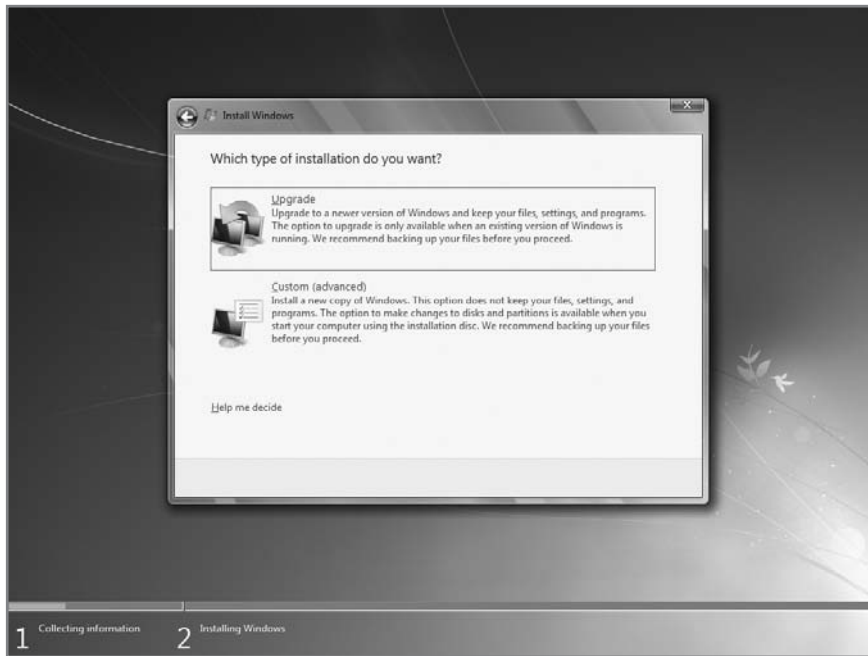 Install Windows
Which type of installation do you want?
Upgrade
Upgrade to a newer version of Windows and keep your files, settings, and programs.
The option to upgrade is only available when an existing version of Windows is
running. We recommend backing up your files before you proceed.
Custom (advanced)
Install a new copy of Windows. This option does not keep your files, settings, and
programs. The option to make changes to disks and partitions is available when you
start your computer using the installation disc. We recommend backing up your files
before you proceed.
Help me decide
1 Collecting information 2 Installing Windows